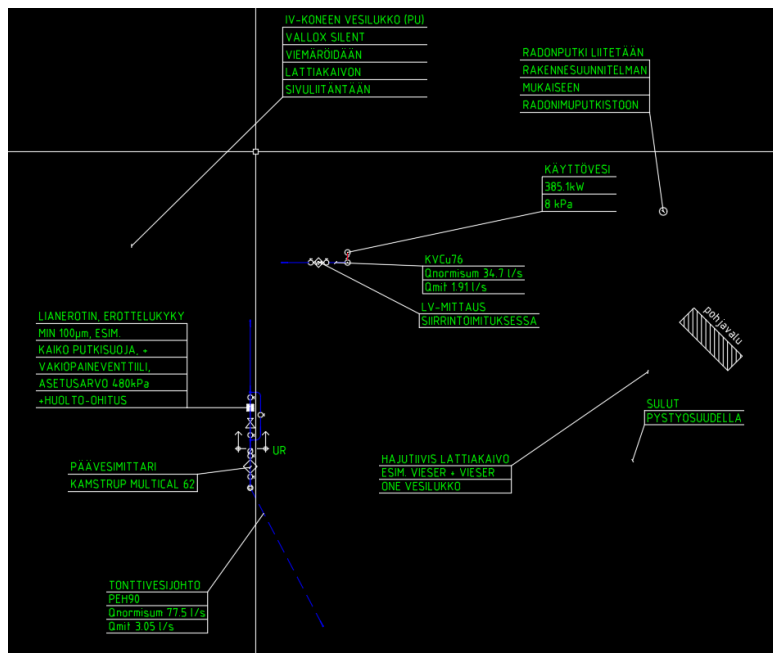 IV-KONEEN VESILUKKO (PU)
VALLOX SILENT
VIEMÄRÖIDÄÄN
LATTIAKAIVON
SIVULIITÄNTÄÄN
RADONPUTKI LIITETÄÄN
RAKENNESUUNNITELMAN
MUKAISEEN
RADONIMUPUTKISTOON
KÄYTTÖVESI
385.1kW
8 kPa
KVCu76
Qnormisum 34.7 l/s
Qmit 1.91 l/s
LV-MITTAUS
SIIRRINTOIMITUKSESSA
LIANEROTIN, EROTTELUKYKY
MIN 100µm, ESIM.
KAIKO PUTKISUOJA, +
VAKIOPAINEVENTTIILI,
ASETUSARVO 480kPa
+HUOLTO-OHITUS
pohjavalu
SULUT
PYSTYOSUUDELLA
UR
HAJUTIIVIS LATTIAKAIVO
ESIM. VIESER + VIESER
ONE VESILUKKO
PÄÄVESIMITTARI
KAMSTRUP MULTICAL 62
TONTTIVESIJOHTO
PEH90
Qnormisum 77.5 l/s
Qmit 3.05 l/s